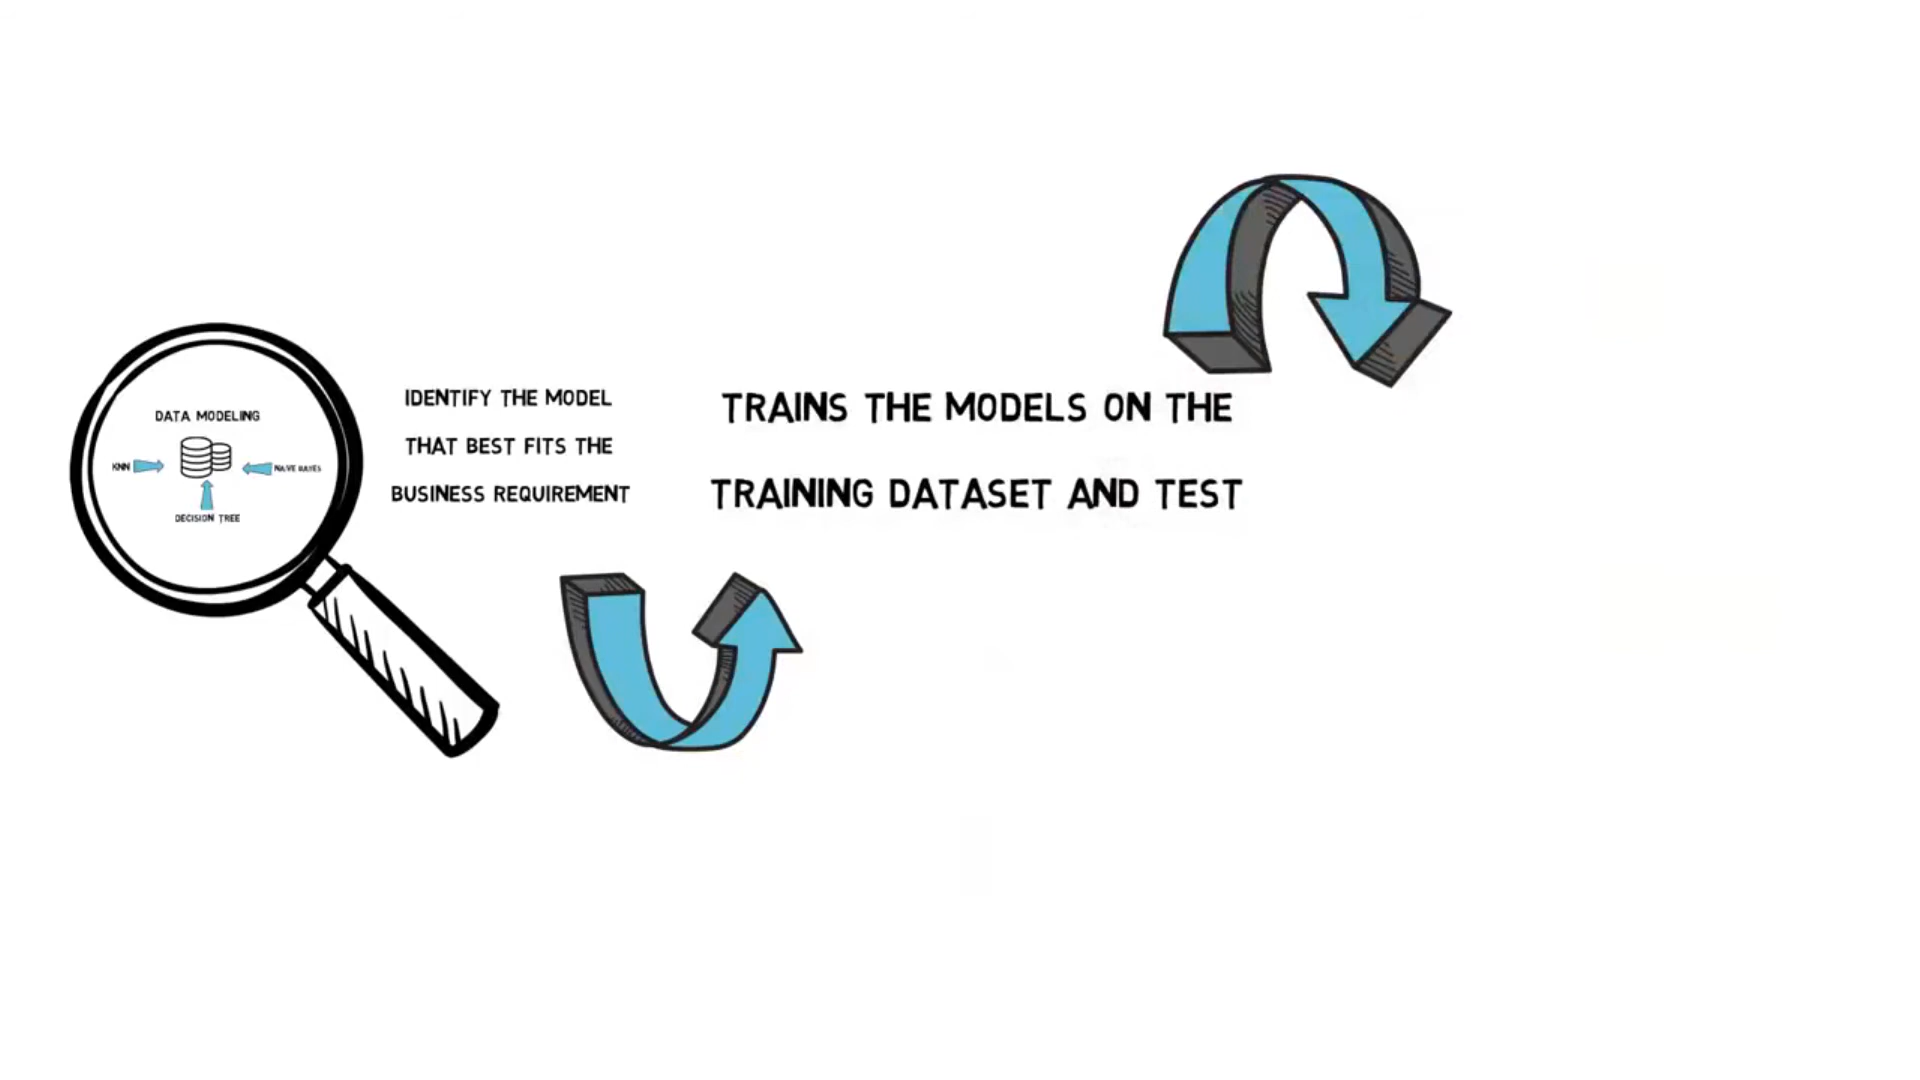 DATA MODELING
KNN
NAIVE BAYES
DECISION TREE
IDENTIFY THE MODEL
THAT BEST FITS THE
BUSINESS REQUIREMENT
TRAINS THE MODELS ON THE
TRAINING DATASET AND TEST